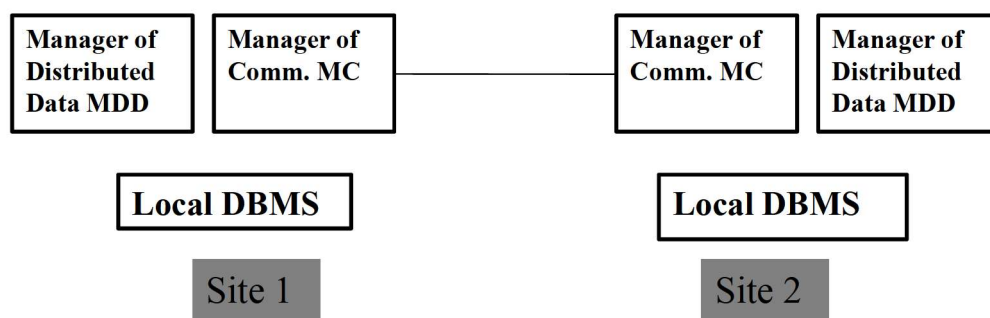 Manager of
Distributed
Data MDD
Manager of
Comm. MC
Manager of
Comm. MC
Manager of
Distributed
Data MDD
Local DBMS
Local DBMS
Site 1
Site 2